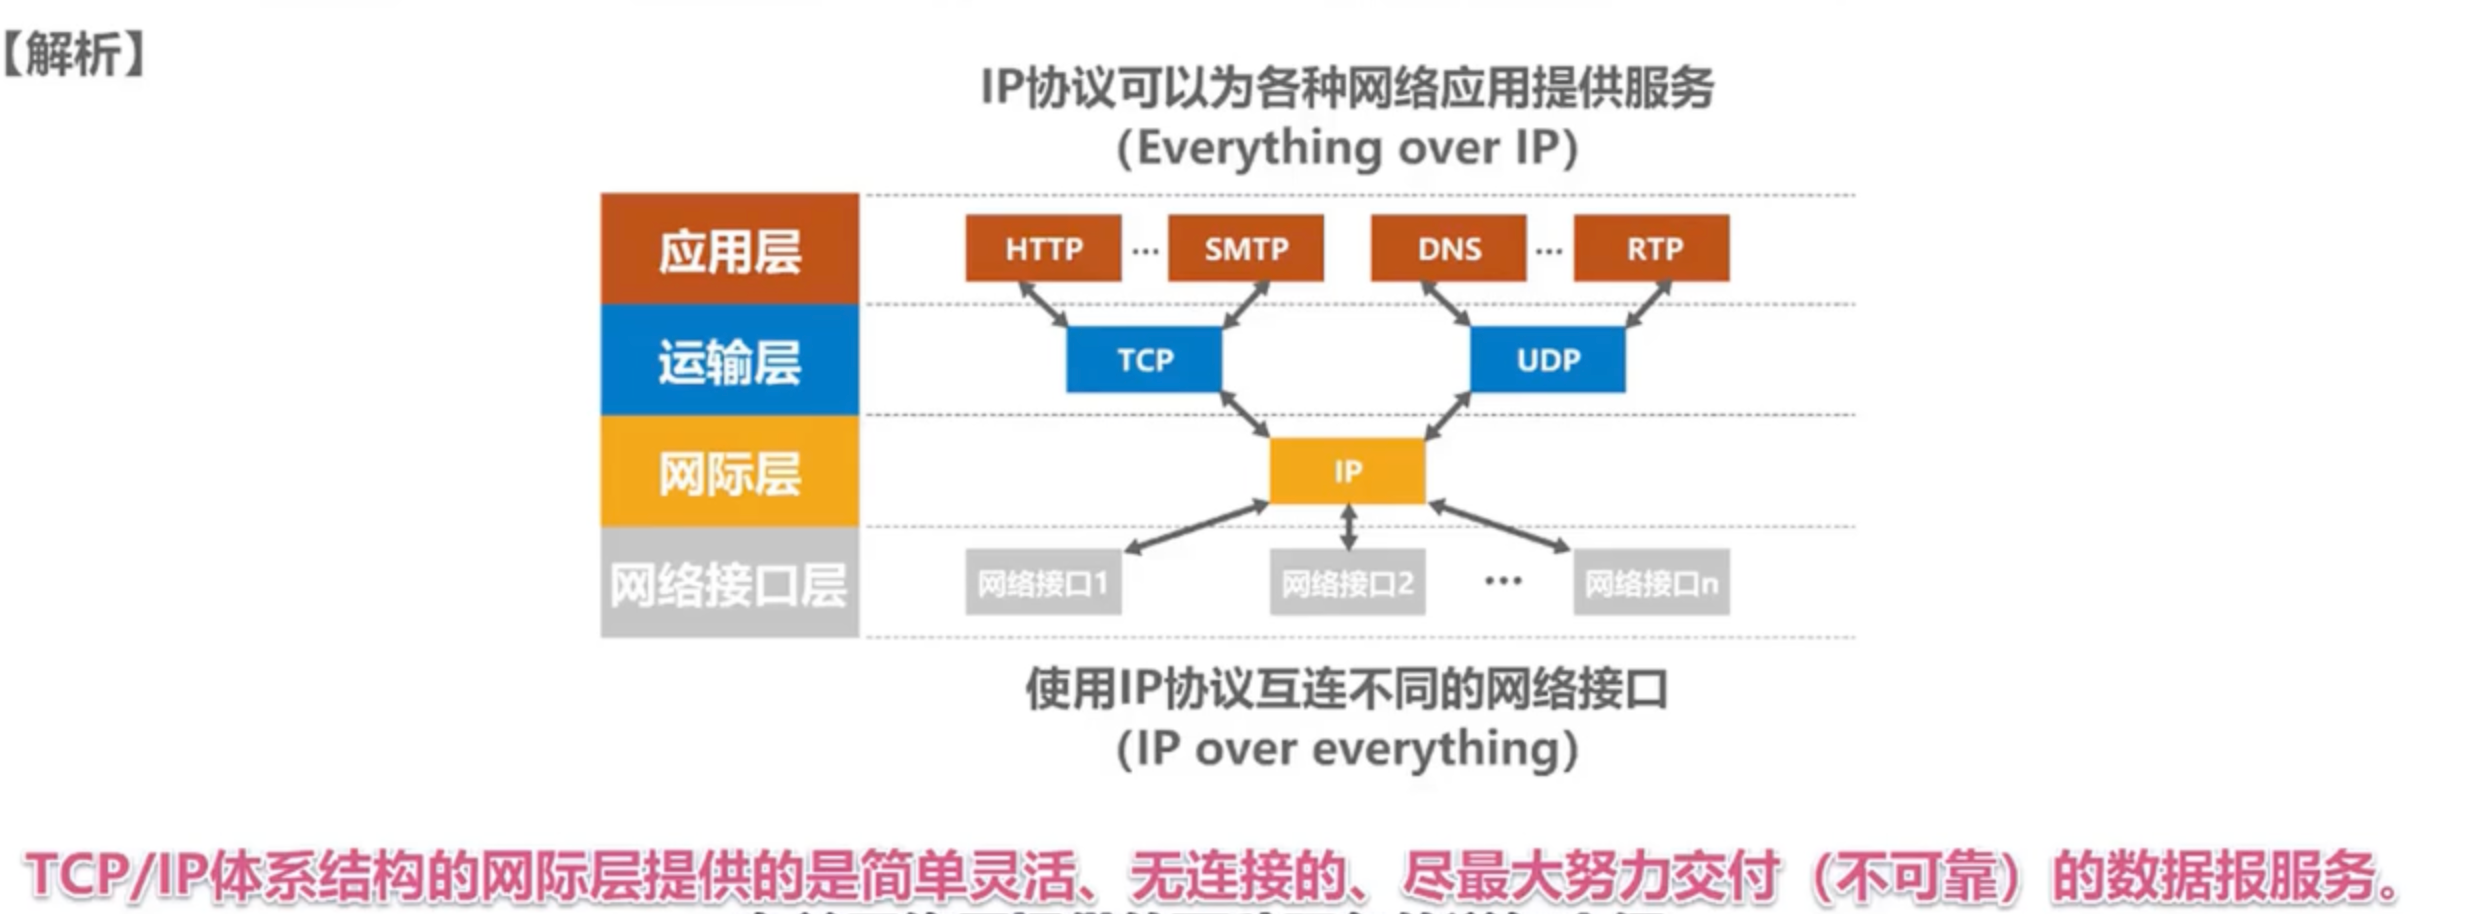 【解析】
IP协议可以为各种网络应用提供服务
（Everything over IP）
应用层
HTTP … SMTP DNS … RTP
运输层
TCP UDP
网际层
IP
网络接口层
网络接口1 网络接口2 … 网络接口n
使用IP协议互连不同的网络接口
（IP over everything）
TCP/IP体系结构的网际层提供的是简单灵活、无连接的、尽最大努力交付（不可靠）的数据报服务。